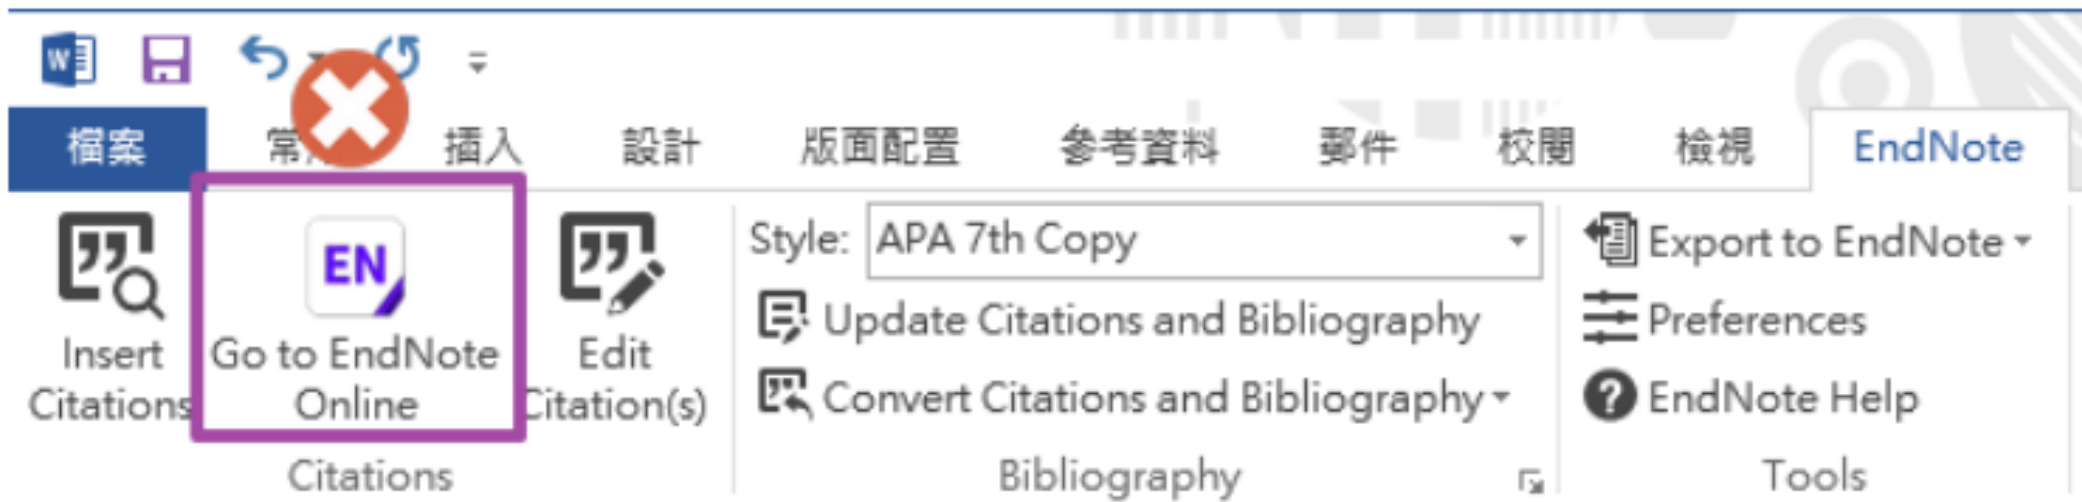 檔案 常 插入 設計 版面配置 參考資料 郵件 校閱 檢視 EndNote
Insert Citations
EN
Go to EndNote Online
Edit Citation(s)
Citations
Style: APA 7th Copy
Update Citations and Bibliography
Convert Citations and Bibliography
Bibliography
Export to EndNote
Preferences
EndNote Help
Tools